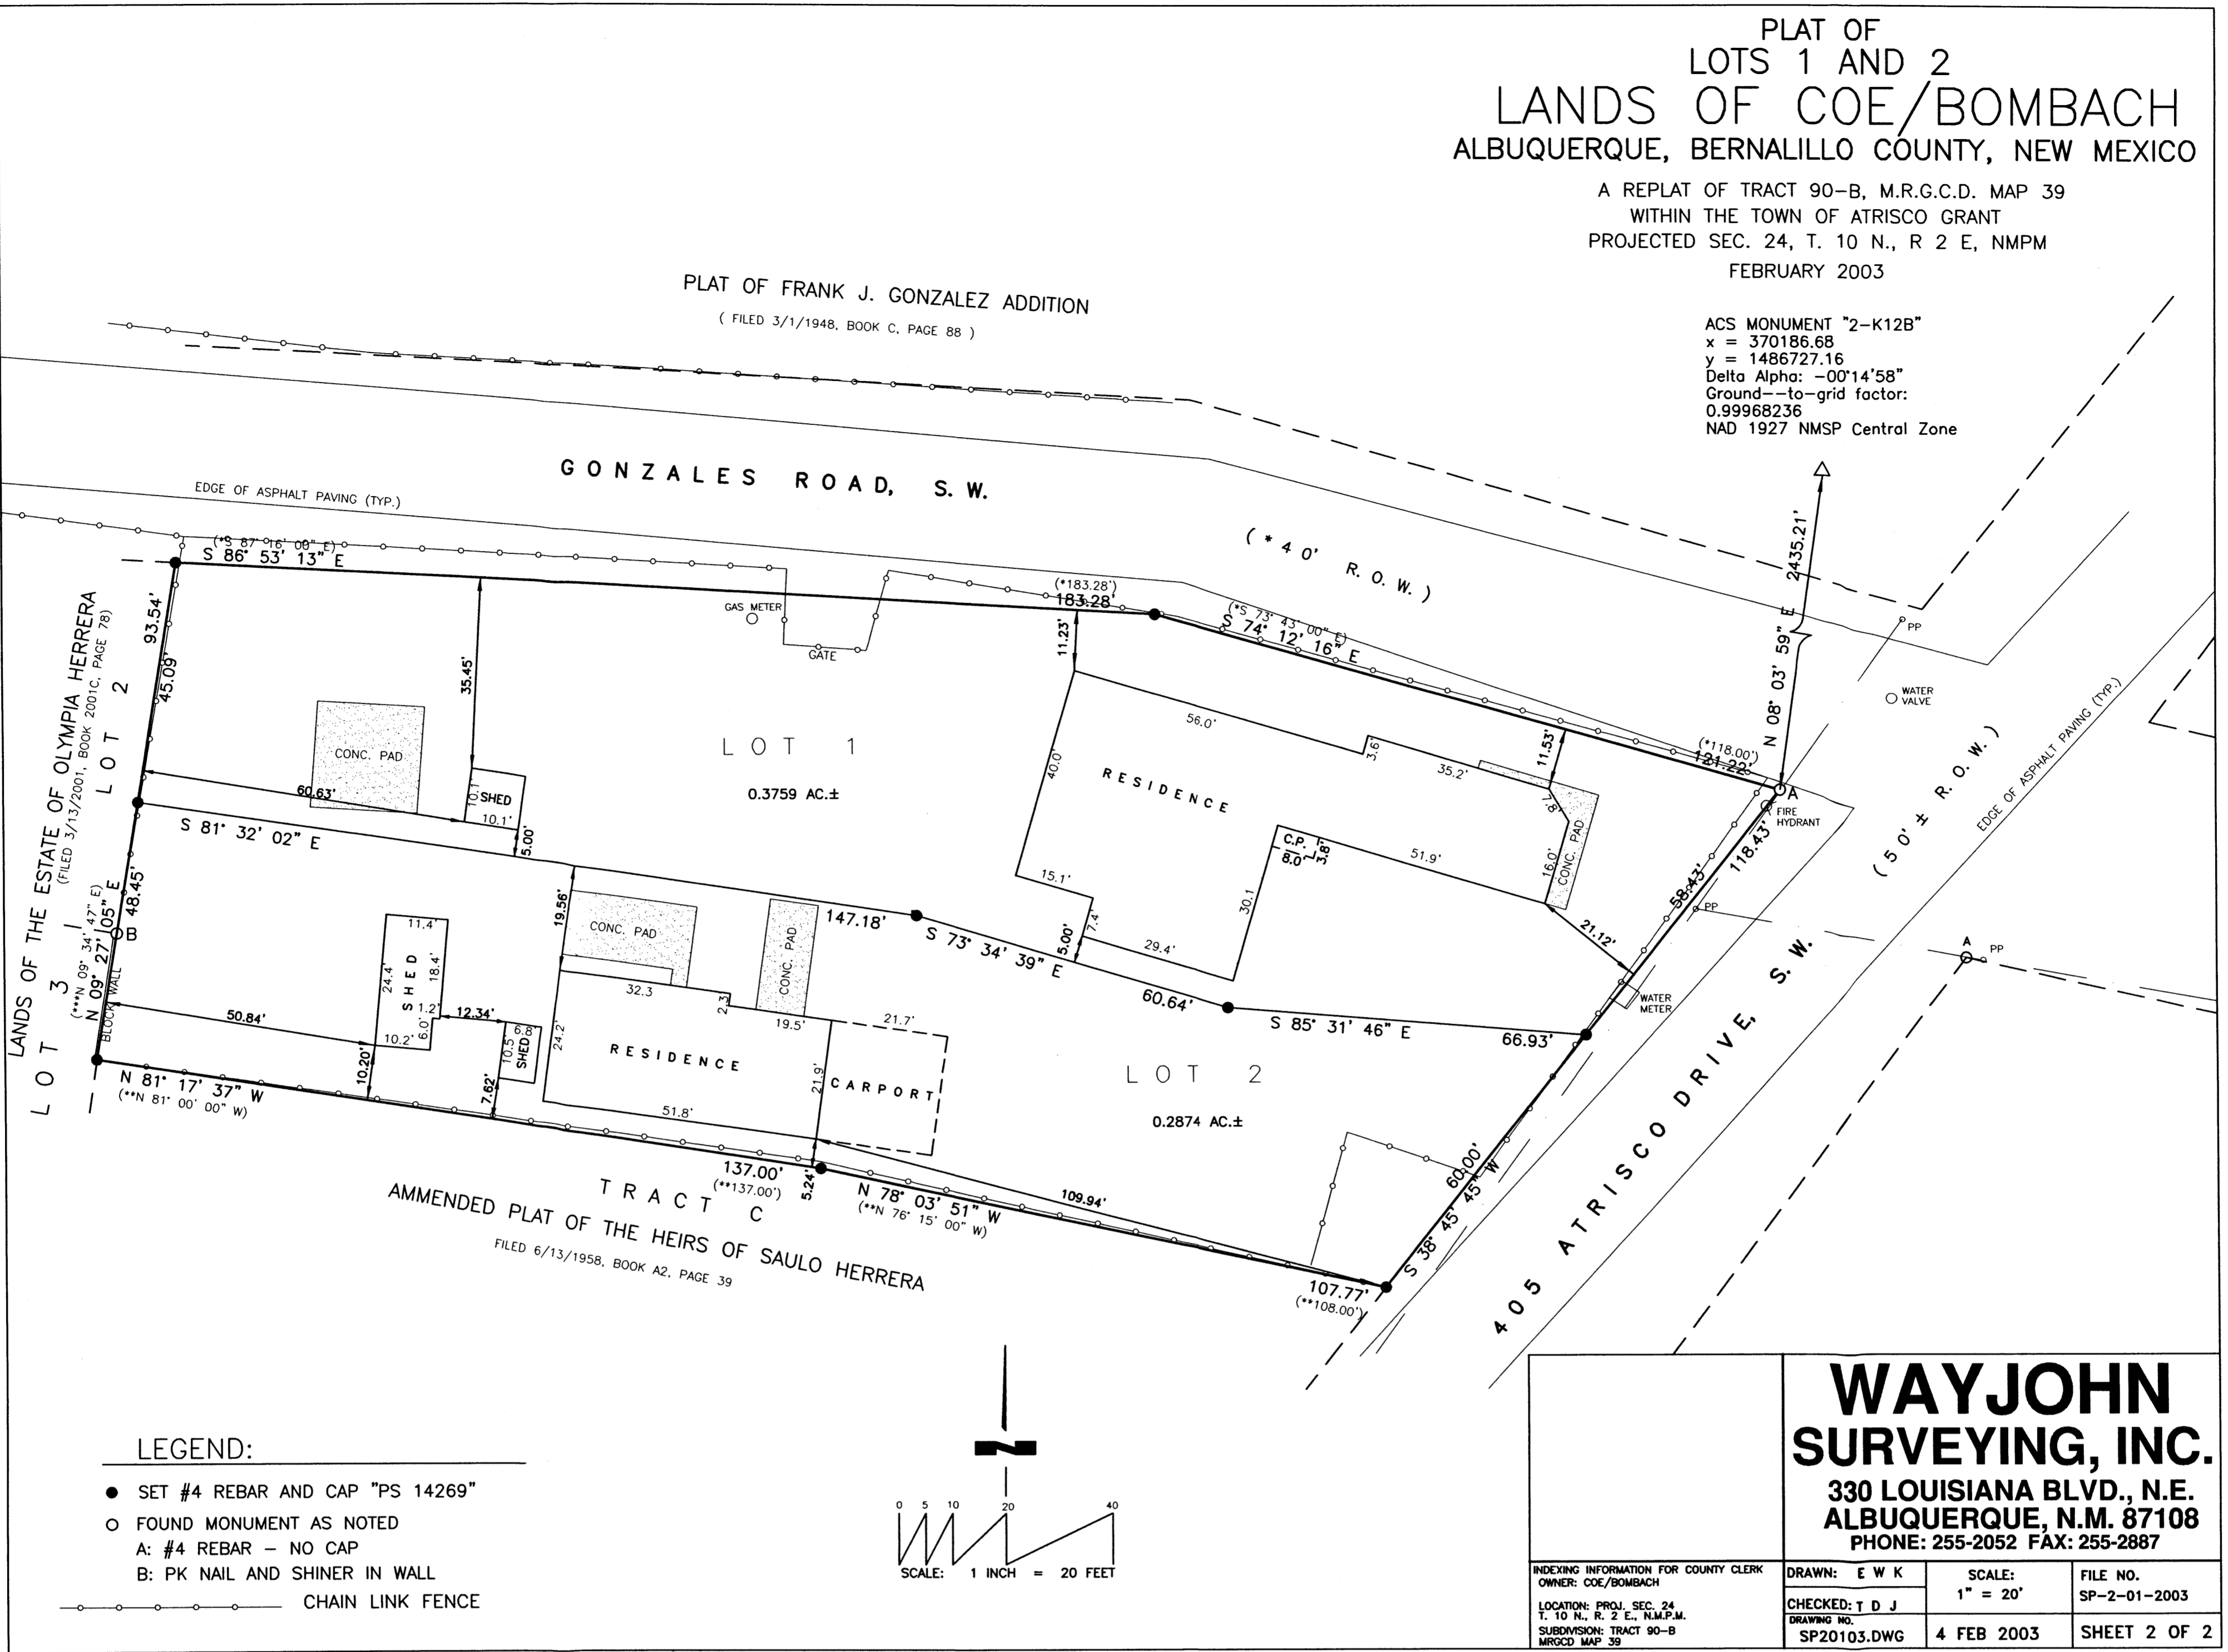 PLAT OF
LOTS 1 AND 2
LANDS OF COE/BOMBACH
ALBUQUERQUE, BERNALILLO COUNTY, NEW MEXICO
A REPLAT OF TRACT 90-B, M.R.G.C.D. MAP 39
WITHIN THE TOWN OF ATRISCO GRANT
PROJECTED SEC. 24, T. 10 N., R 2 E, NMPM
FEBRUARY 2003
ACS MONUMENT "2-K12B"
x = 370186.68
y = 1486727.16
Delta Alpha: -00°14'58"
Ground--to-grid factor:
0.99968236
NAD 1927 NMSP Central Zone
PLAT OF FRANK J. GONZALEZ ADDITION
( FILED 3/1/1948, BOOK C, PAGE 88 )
GONZALES ROAD, S.W.
EDGE OF ASPHALT PAVING (TYP.)
(*40' R.O.W.)
(*S 87° 16' 00" E)
S 86° 53' 13" E
(*183.28')
183.28'
(*S 73° 43' 00" E)
S 74° 12' 16" E
(*118.00')
121.22'
N 08° 03' 59" E
2435.21'
PP
WATER
VALVE
A
FIRE
HYDRANT
EDGE OF ASPHALT PAVING (TYP.)
(50' ± R.O.W.)
GAS METER
GATE
11.23'
35.45'
93.54'
45.09'
CONC. PAD
60.63'
10.1'
SHED
10.1'
5.00'
LOT 1
0.3759 AC.±
RESIDENCE
56.0'
3.6'
35.2'
11.53'
7.8'
CONC. PAD
16.0'
40.0'
C.P.
8.0'
3.8'
51.9'
15.1'
30.1
7.4'
29.4'
5.00'
21.12'
58.43'
118.43'
PP
A
PP
WATER
METER
S 81° 32' 02" E
147.18'
S 73° 34' 39" E
60.64'
S 85° 31' 46" E
66.93'
LANDS OF THE ESTATE OF OLYMPIA HERRERA
(FILED 3/13/2001, BOOK 2001C, PAGE 78)
LOT 2
LOT 3
(***N 09° 34' 47" E)
N 09° 27' 05" E
48.45'
B
BLOCK WALL
19.56'
CONC. PAD
CONC. PAD
11.4'
24.4'
SHED
18.4'
1.2'
6.0'
10.2'
12.34'
50.84'
10.20'
6.8'
10.5'
SHED
7.62'
24.2'
32.3
2.3'
19.5'
21.7'
RESIDENCE
21.9'
CARPORT
51.8'
LOT 2
0.2874 AC.±
N 81° 17' 37" W
(**N 81° 00' 00" W)
137.00'
(**137.00')
5.24'
N 78° 03' 51" W
(**N 76° 15' 00" W)
109.94'
107.77'
(**108.00')
60.00'
S 38° 45' 45" W
405 ATRISCO DRIVE, S.W.
TRACT C
AMMENDED PLAT OF THE HEIRS OF SAULO HERRERA
FILED 6/13/1958, BOOK A2, PAGE 39
LEGEND:
SET #4 REBAR AND CAP "PS 14269"
FOUND MONUMENT AS NOTED
A: #4 REBAR - NO CAP
B: PK NAIL AND SHINER IN WALL
CHAIN LINK FENCE
N
0 5 10 20 40
SCALE: 1 INCH = 20 FEET
WAYJOHN
SURVEYING, INC.
330 LOUISIANA BLVD., N.E.
ALBUQUERQUE, N.M. 87108
PHONE: 255-2052 FAX: 255-2887
INDEXING INFORMATION FOR COUNTY CLERK
OWNER: COE/BOMBACH
LOCATION: PROJ. SEC. 24
T. 10 N., R. 2 E., N.M.P.M.
SUBDIVISION: TRACT 90-B
MRGCD MAP 39
DRAWN: E W K
CHECKED: T D J
DRAWING NO.
SP20103.DWG
SCALE:
1" = 20'
4 FEB 2003
FILE NO.
SP-2-01-2003
SHEET 2 OF 2